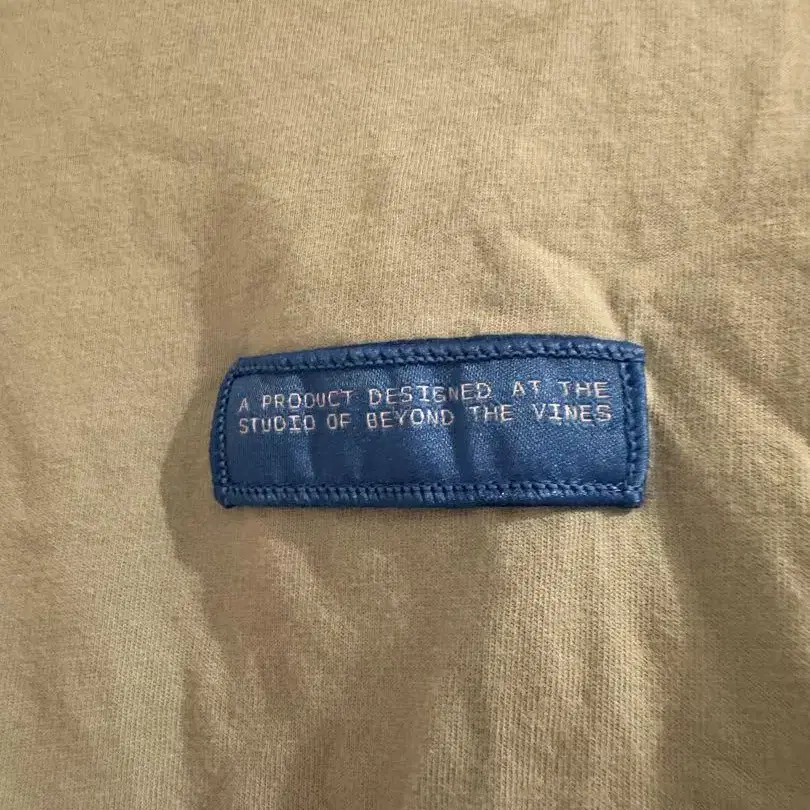 A PRODUCT DESIGNED AT THE
STUDIO OF BEYOND THE VINES